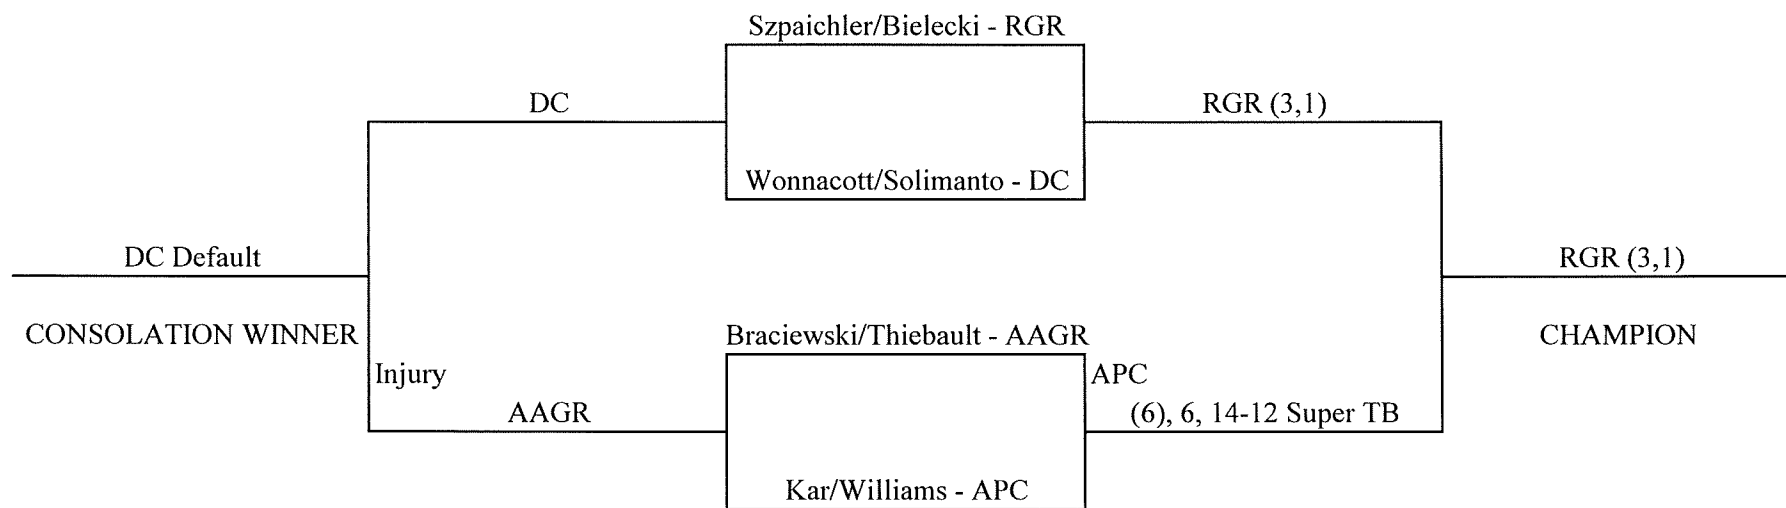 Szpaichler/Bielecki - RGR
DC
RGR (3,1)
Wonnacott/Solimanto - DC
DC Default
RGR (3,1)
CONSOLATION WINNER
Braciewski/Thiebault - AAGR
CHAMPION
Injury
APC
AAGR
(6), 6, 14-12 Super TB
Kar/Williams - APC